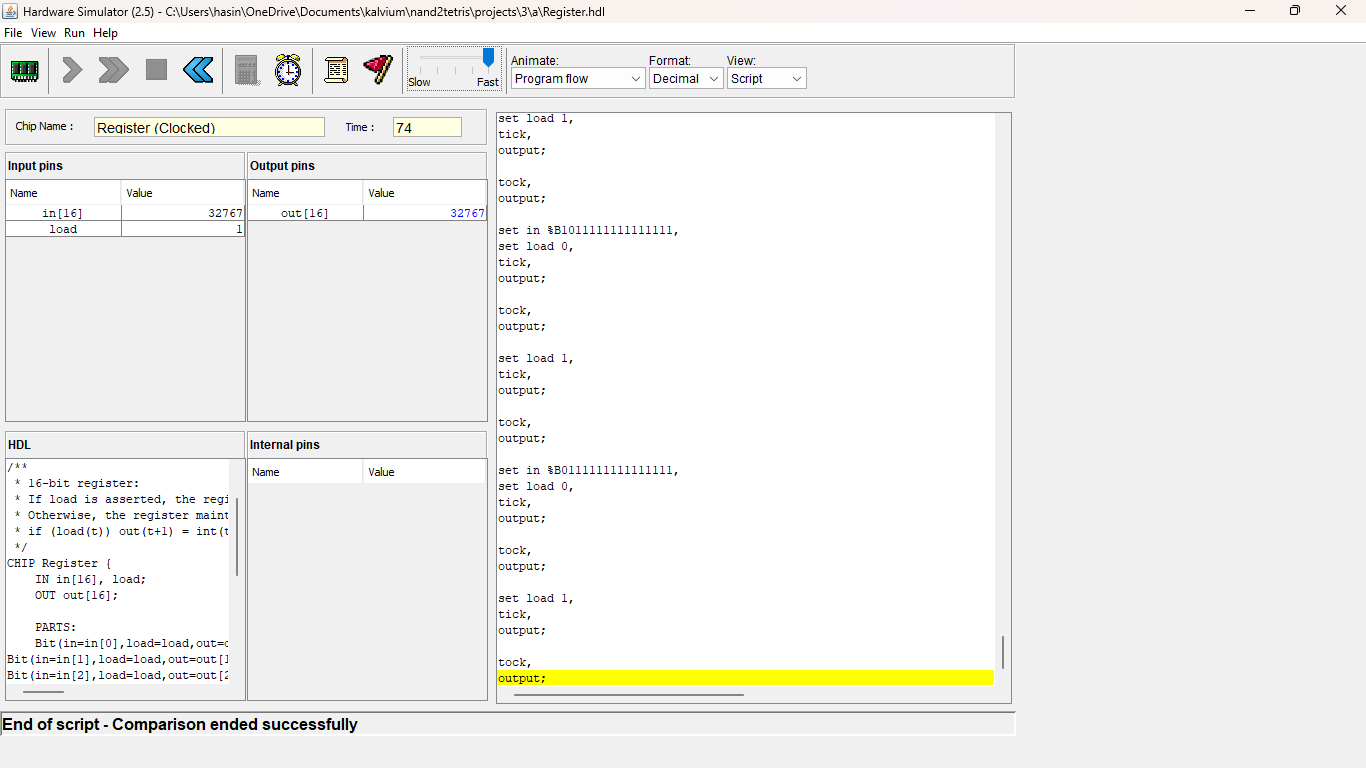 Hardware Simulator (2.5) - C:\Users\hasin\OneDrive\Documents\kalvium\nand2tetris\projects\3\a\Register.hdl
File View Run Help
Slow Fast
Animate: Format: View:
Program flow Decimal Script
Chip Name : Register (Clocked) Time : 74
Input pins
Name Value
in[16] 32767
load 1
Output pins
Name Value
out[16] 32767
HDL
/**
* 16-bit register:
* If load is asserted, the regi
* Otherwise, the register maint
* if (load(t)) out(t+1) = int(t
*/
CHIP Register {
IN in[16], load;
OUT out[16];
PARTS:
Bit(in=in[0],load=load,out=o
Bit(in=in[1],load=load,out=out[1
Bit(in=in[2],load=load,out=out[2
Internal pins
Name Value
set load 1,
tick,
output;
tock,
output;
set in %B1011111111111111,
set load 0,
tick,
output;
tock,
output;
set load 1,
tick,
output;
tock,
output;
set in %B0111111111111111,
set load 0,
tick,
output;
tock,
output;
set load 1,
tick,
output;
tock,
output;
End of script - Comparison ended successfully